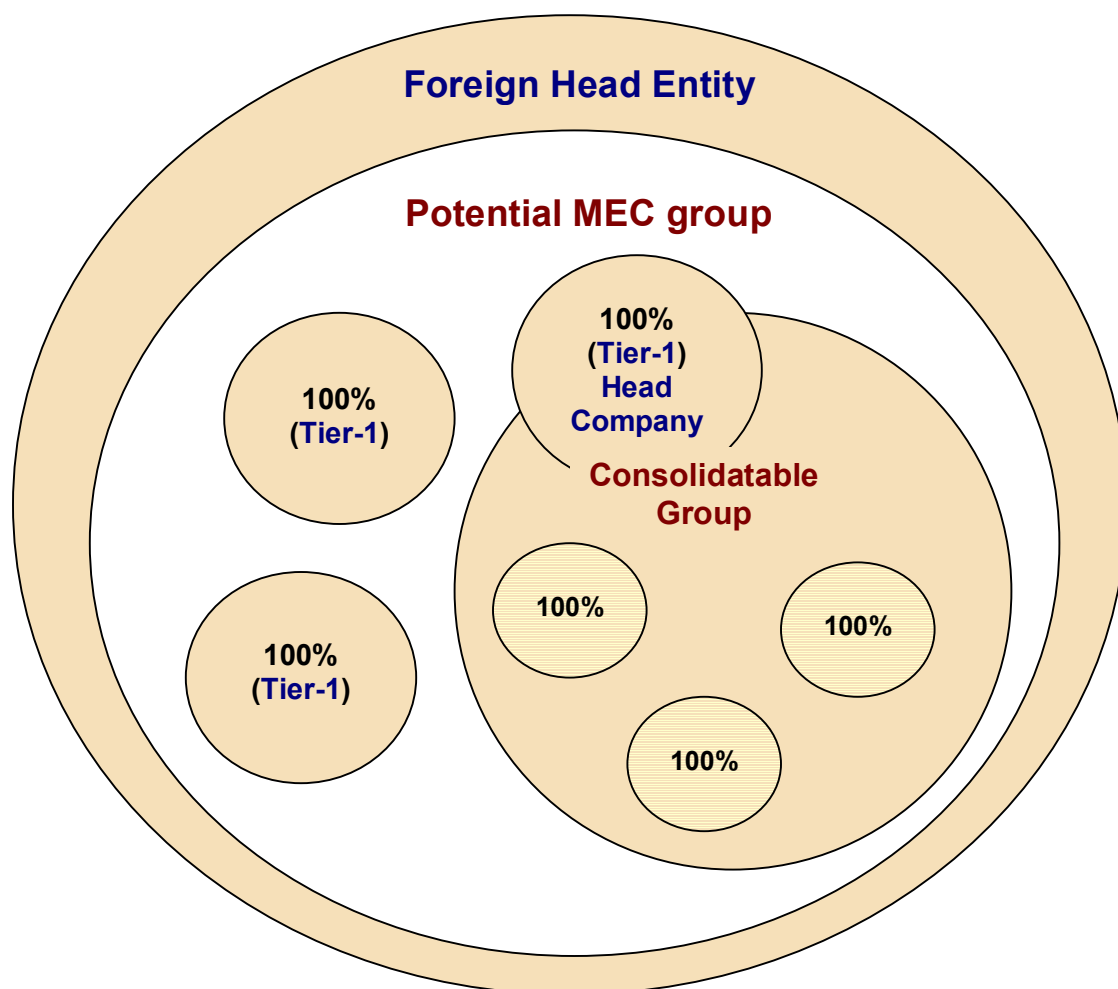 Foreign Head Entity
Potential MEC group
100%
(Tier-1)
Head
Company
100%
(Tier-1)
Consolidatable
Group
100%
100%
100%
(Tier-1)
100%